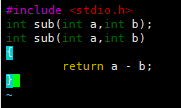 #include <stdio.h>
int sub(int a,int b);
int sub(int a,int b)
{
        return a - b;
}
~